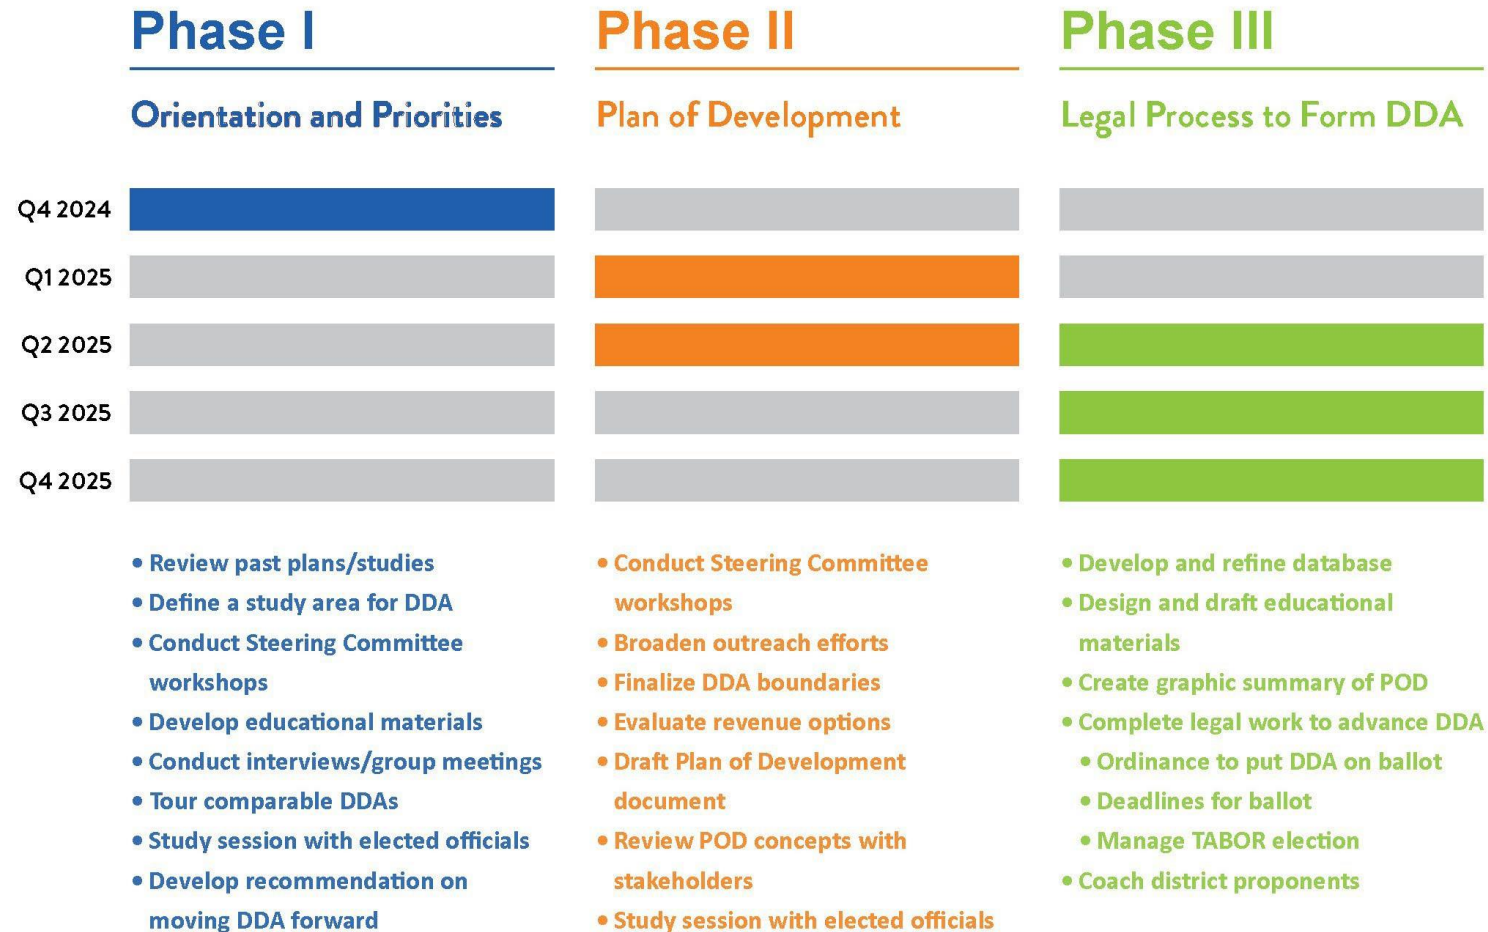 Phase I
Orientation and Priorities
Phase II
Plan of Development
Phase III
Legal Process to Form DDA
Q4 2024
Q1 2025
Q2 2025
Q3 2025
Q4 2025
• Review past plans/studies
• Define a study area for DDA
• Conduct Steering Committee
workshops
• Develop educational materials
• Conduct interviews/group meetings
• Tour comparable DDAs
• Study session with elected officials
• Develop recommendation on
moving DDA forward
• Conduct Steering Committee
workshops
• Broaden outreach efforts
• Finalize DDA boundaries
• Evaluate revenue options
• Draft Plan of Development
document
• Review POD concepts with
stakeholders
• Study session with elected officials
• Develop and refine database
• Design and draft educational
materials
• Create graphic summary of POD
• Complete legal work to advance DDA
• Ordinance to put DDA on ballot
• Deadlines for ballot
• Manage TABOR election
• Coach district proponents